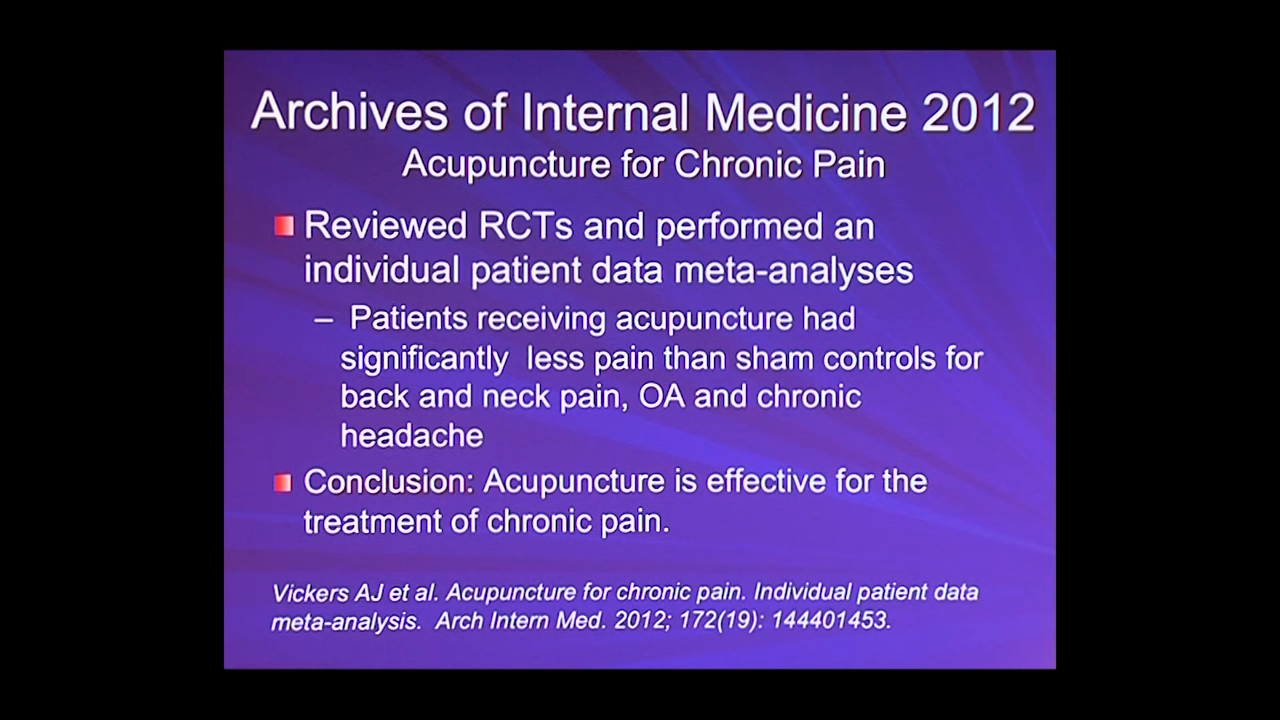 Archives of Internal Medicine 2012
Acupuncture for Chronic Pain
Reviewed RCTs and performed an
individual patient data meta-analyses
– Patients receiving acupuncture had
significantly less pain than sham controls for
back and neck pain, OA and chronic
headache
Conclusion: Acupuncture is effective for the
treatment of chronic pain.
Vickers AJ et al. Acupuncture for chronic pain. Individual patient data
meta-analysis. Arch Intern Med. 2012; 172(19): 144401453.